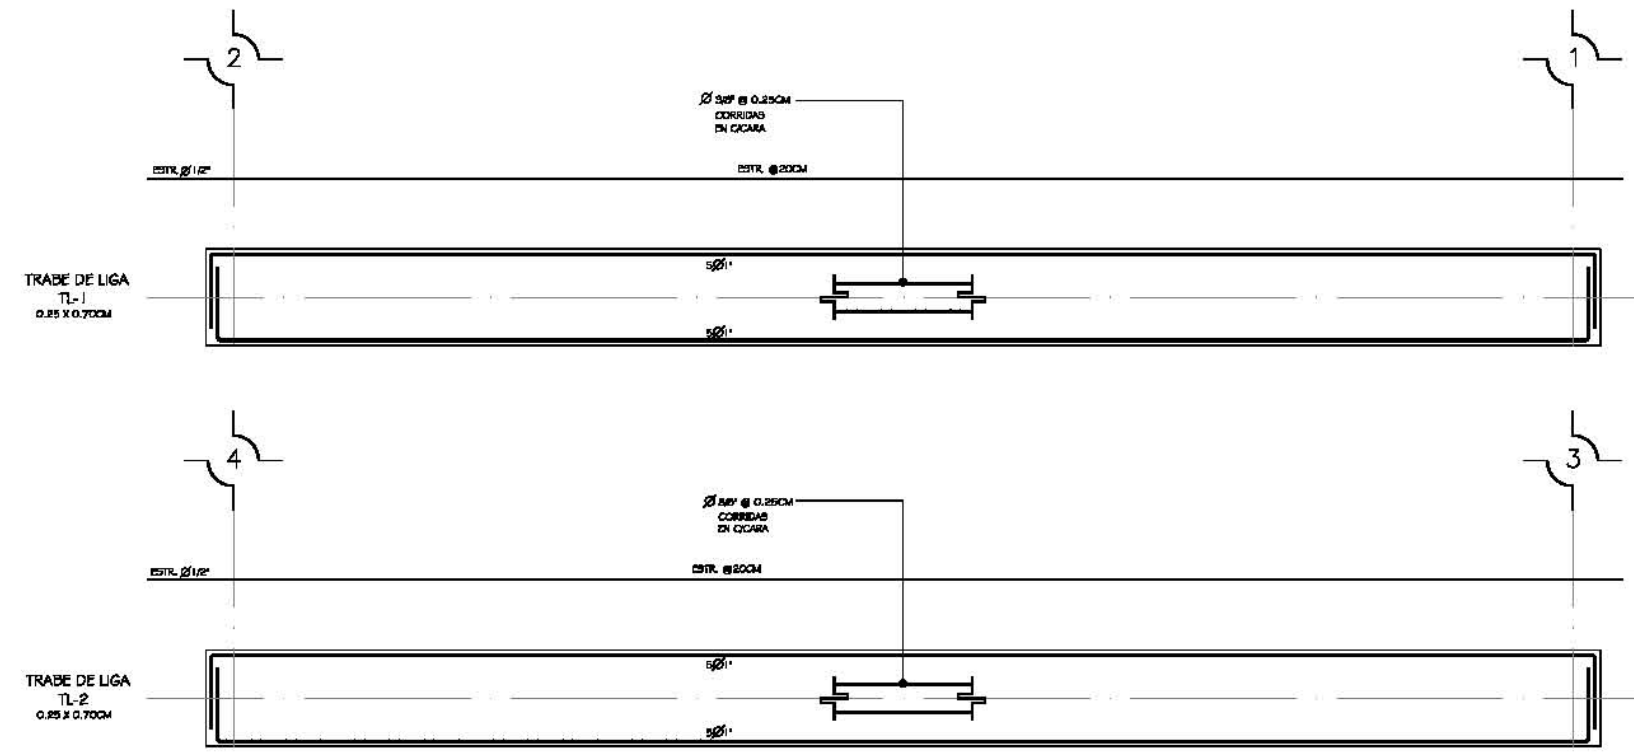 2
1
Ø 3/8" @ 0.25CM
CORRIDAS
EN C/CARA
ESTR. Ø1/2"
ESTR. @20CM
5Ø1"
TRABE DE LIGA
TL-1
0.25 X 0.70CM
5Ø1"
4
3
Ø 3/8" @ 0.25CM
CORRIDAS
EN C/CARA
ESTR. Ø1/2"
ESTR. @20CM
5Ø1"
TRABE DE LIGA
TL-2
0.25 X 0.70CM
5Ø1"